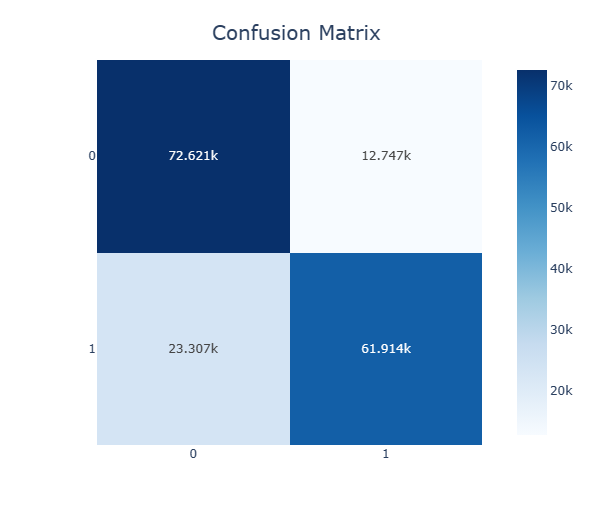 Confusion Matrix
70k
0 72.621k 12.747k
60k
50k
40k
1 23.307k 61.914k
30k
20k
0 1